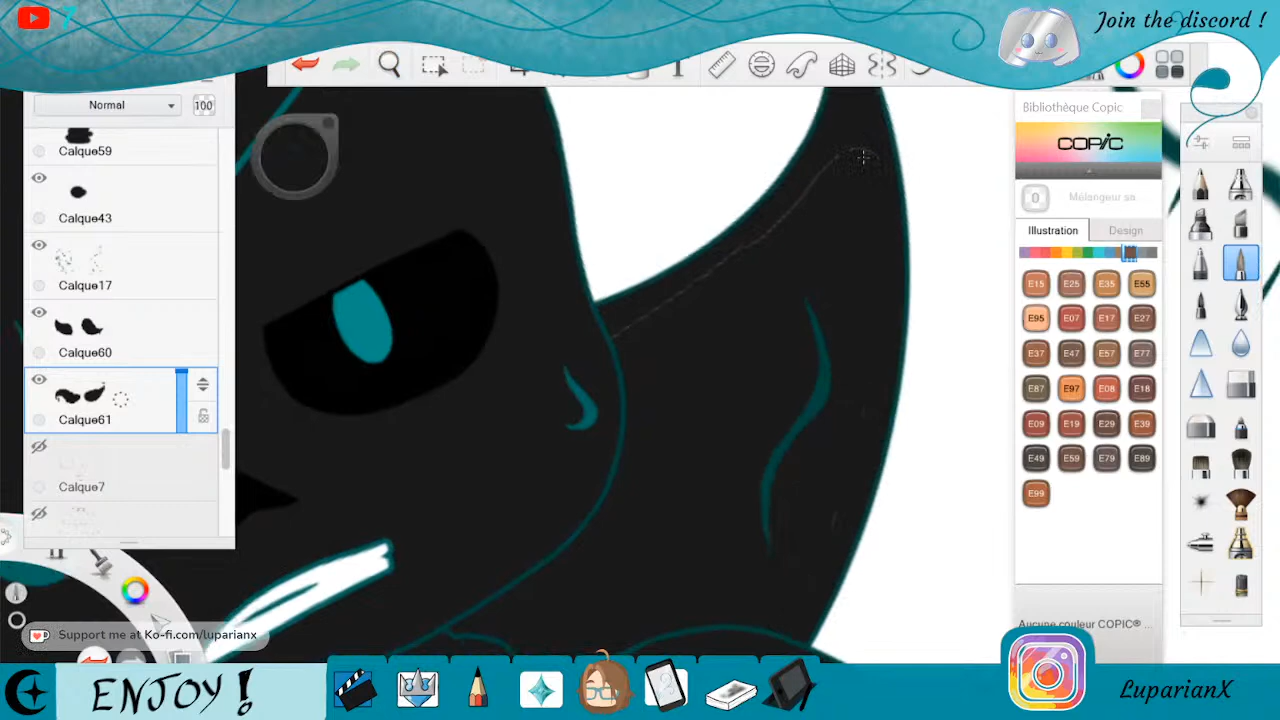 7
Join the discord !
Normal
100
Calque59
Calque43
Calque17
Calque60
Calque61
Calque7
Bibliothèque Copic
COPIC
0
Mélangeur sa...
Illustration
Design
E15
E25
E35
E55
E95
E07
E17
E27
E37
E47
E57
E77
E87
E97
E08
E18
E09
E19
E29
E39
E49
E59
E79
E89
E99
Aucune couleur COPIC® ...
Support me at Ko-fi.com/luparianx
ENJOY !
LuparianX